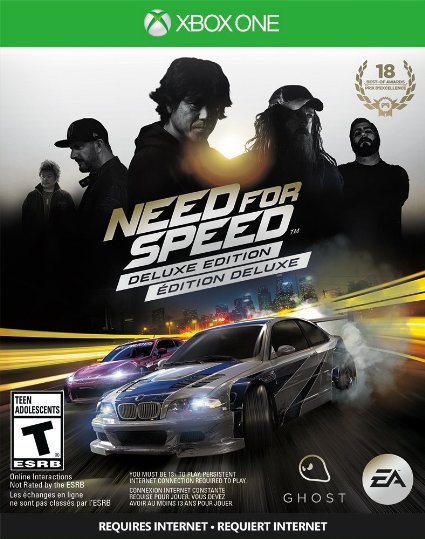 XBOX ONE
18
BEST-OF AWARDS
PRIX D'EXCELLENCE
NEED FOR
SPEED™
DELUXE EDITION
ÉDITION DELUXE
TEEN
ADOLESCENTS
T
ESRB
Online Interactions
Not Rated by the ESRB
Les échanges en ligne
ne sont pas classés par l'ESRB
YOU MUST BE 13+ TO PLAY. PERSISTENT
INTERNET CONNECTION REQUIRED TO PLAY.
CONNEXION INTERNET CONSTANTE
REQUISE POUR JOUER. VOUS DEVEZ
AVOIR AU MOINS 13 ANS POUR JOUER.
GHOST
EA
REQUIRES INTERNET • REQUIERT INTERNET